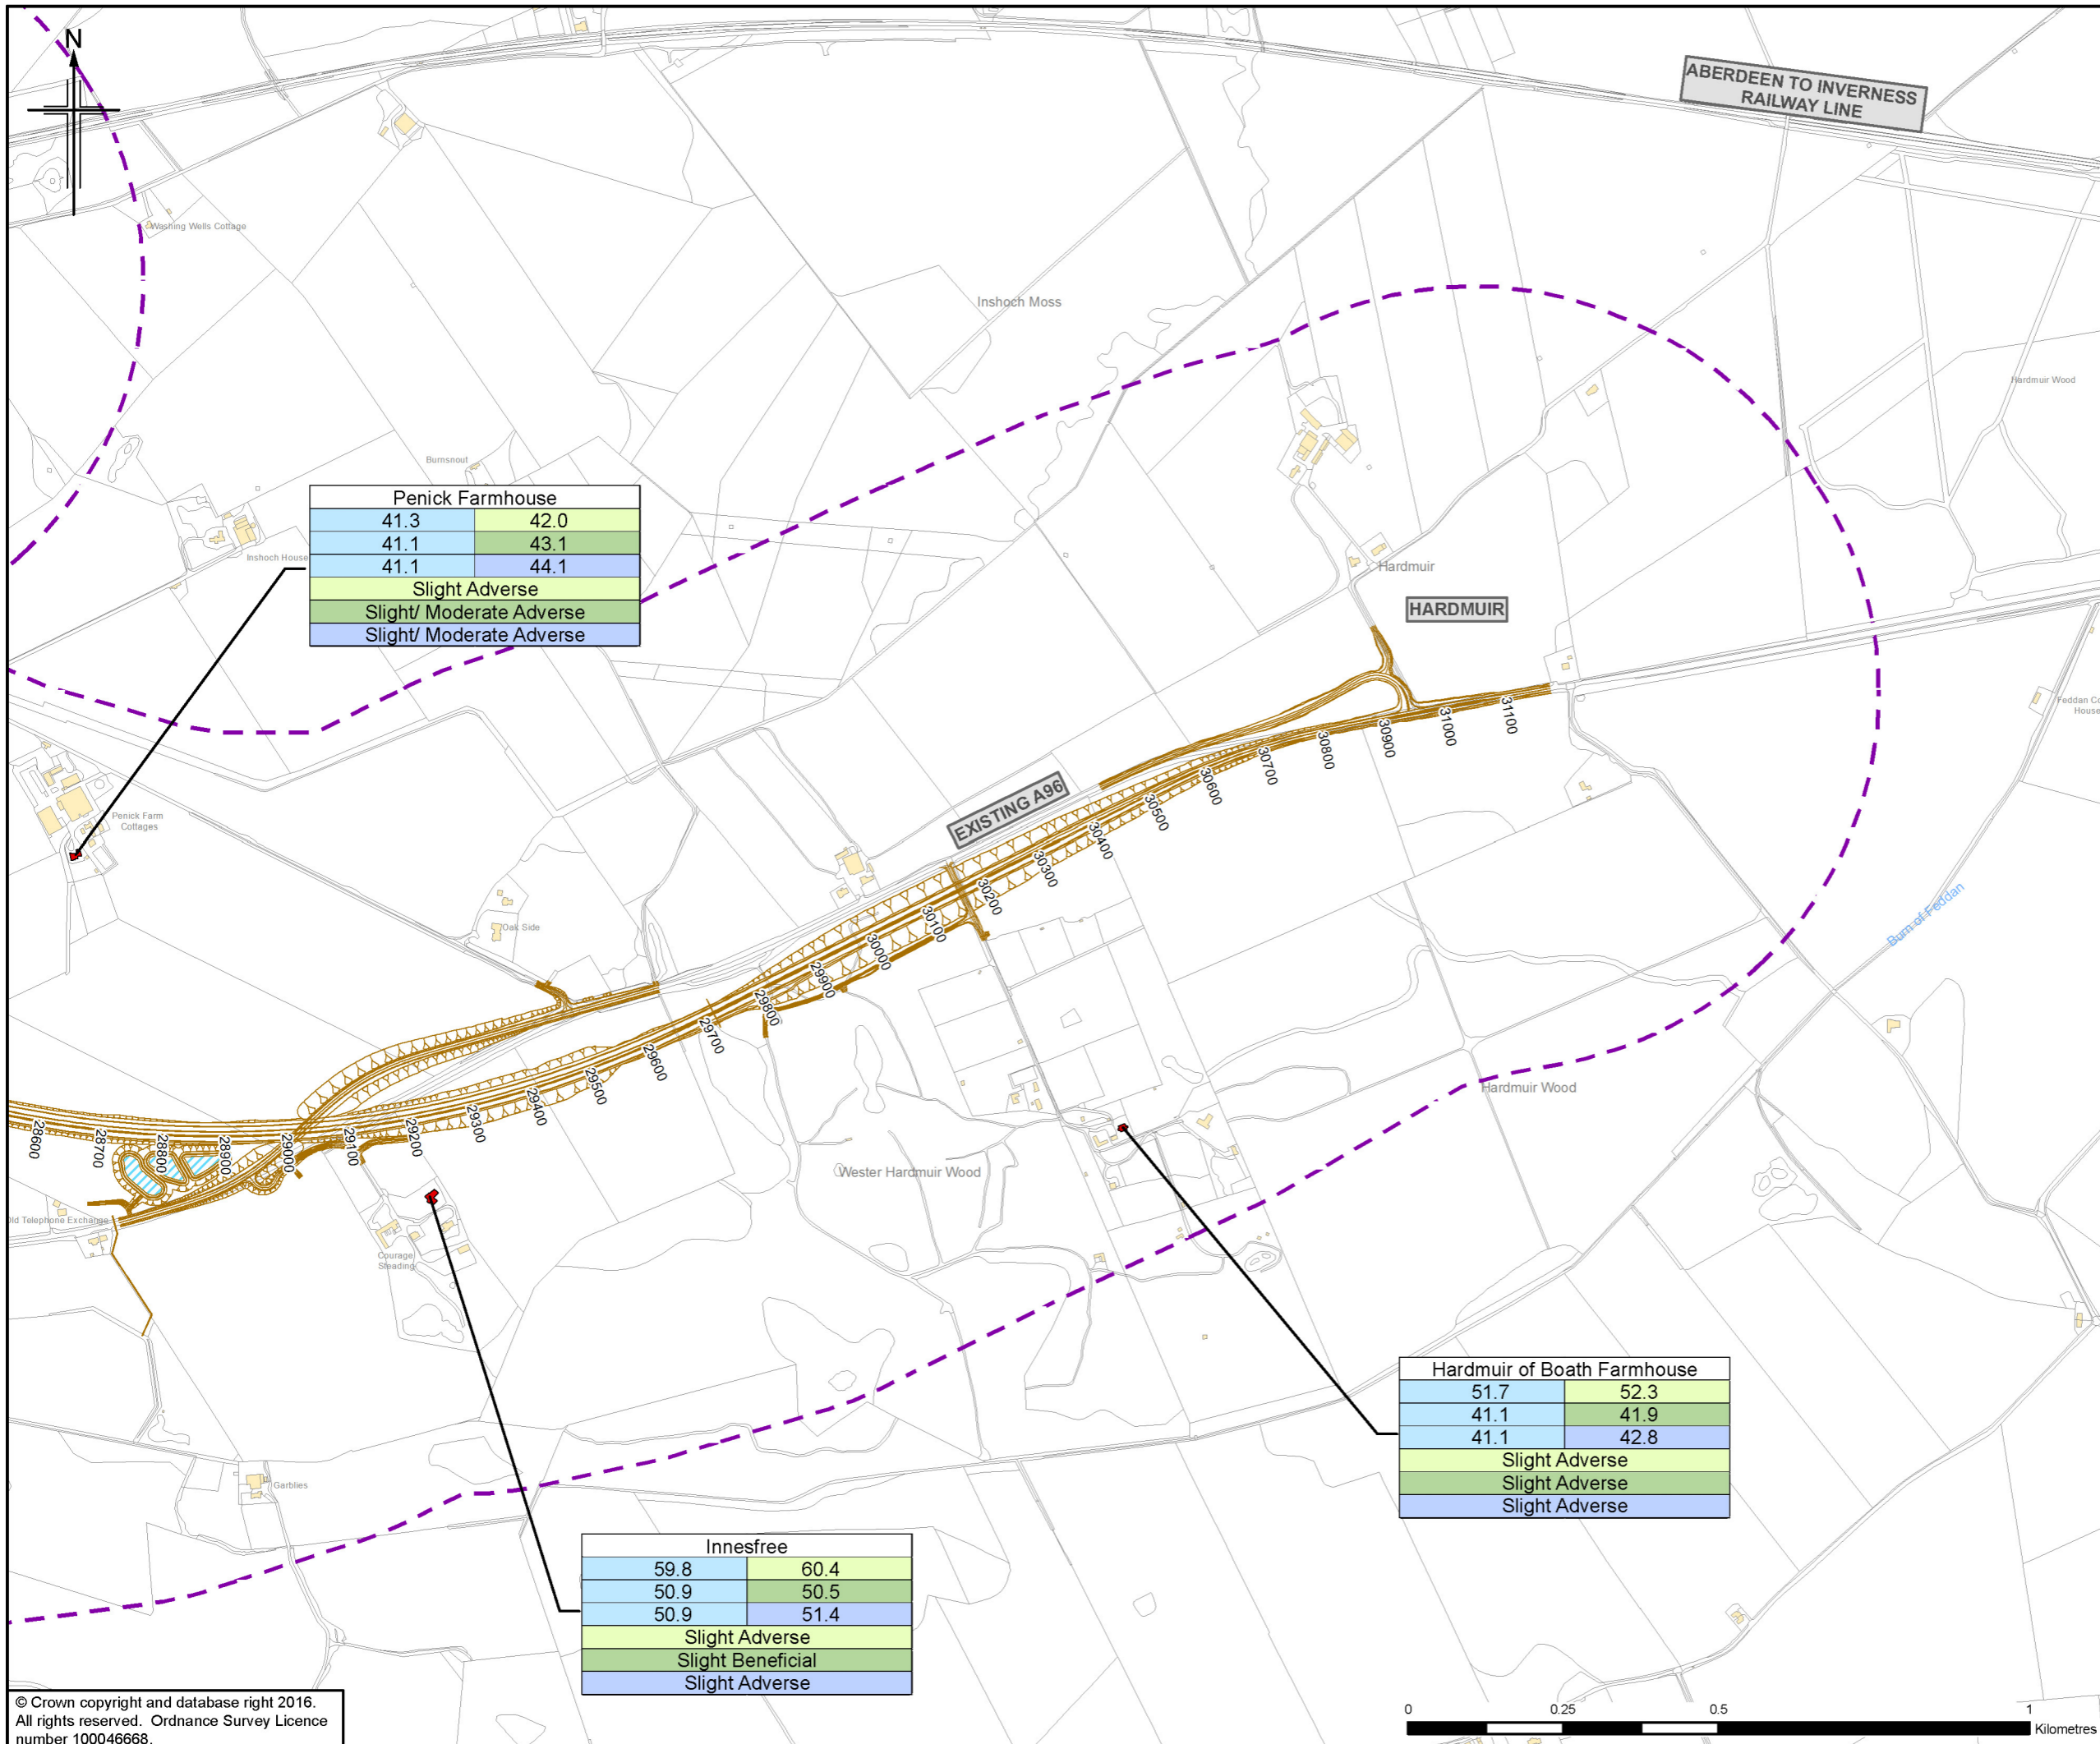 N
ABERDEEN TO INVERNESS
RAILWAY LINE
Washing Wells Cottage
Inshoch Moss
Hardmuir Wood
Burnsnout
Inshoch House
Penick Farmhouse
41.3 42.0
41.1 43.1
41.1 44.1
Slight Adverse
Slight/ Moderate Adverse
Slight/ Moderate Adverse
Hardmuir
HARDMUIR
Feddan Co
House
EXISTING A96
Penick Farm
Cottages
Oak Side
Burn of Feddan
28600
28700
28800
28900
29000
29100
29200
29300
29400
29500
29600
29700
29800
29900
30000
30100
30200
30300
30400
30500
30600
30700
30800
30900
31000
31100
Hardmuir Wood
Wester Hardmuir Wood
ld Telephone Exchange
Courage
Steading
Garblies
Hardmuir of Boath Farmhouse
51.7 52.3
41.1 41.9
41.1 42.8
Slight Adverse
Slight Adverse
Slight Adverse
Innesfree
59.8 60.4
50.9 50.5
50.9 51.4
Slight Adverse
Slight Beneficial
Slight Adverse
© Crown copyright and database right 2016.
All rights reserved. Ordnance Survey Licence
number 100046668.
0 0.25 0.5 1
Kilometres